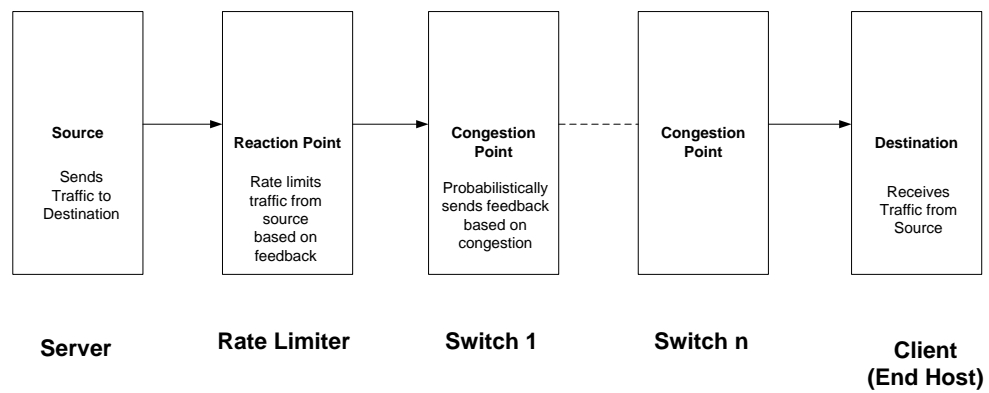 Source
Sends
Traffic to
Destination
Reaction Point
Rate limits
traffic from
source
based on
feedback
Congestion
Point
Probabilistically
sends feedback
based on
congestion
Congestion
Point
Destination
Receives
Traffic from
Source
Server
Rate Limiter
Switch 1
Switch n
Client
(End Host)